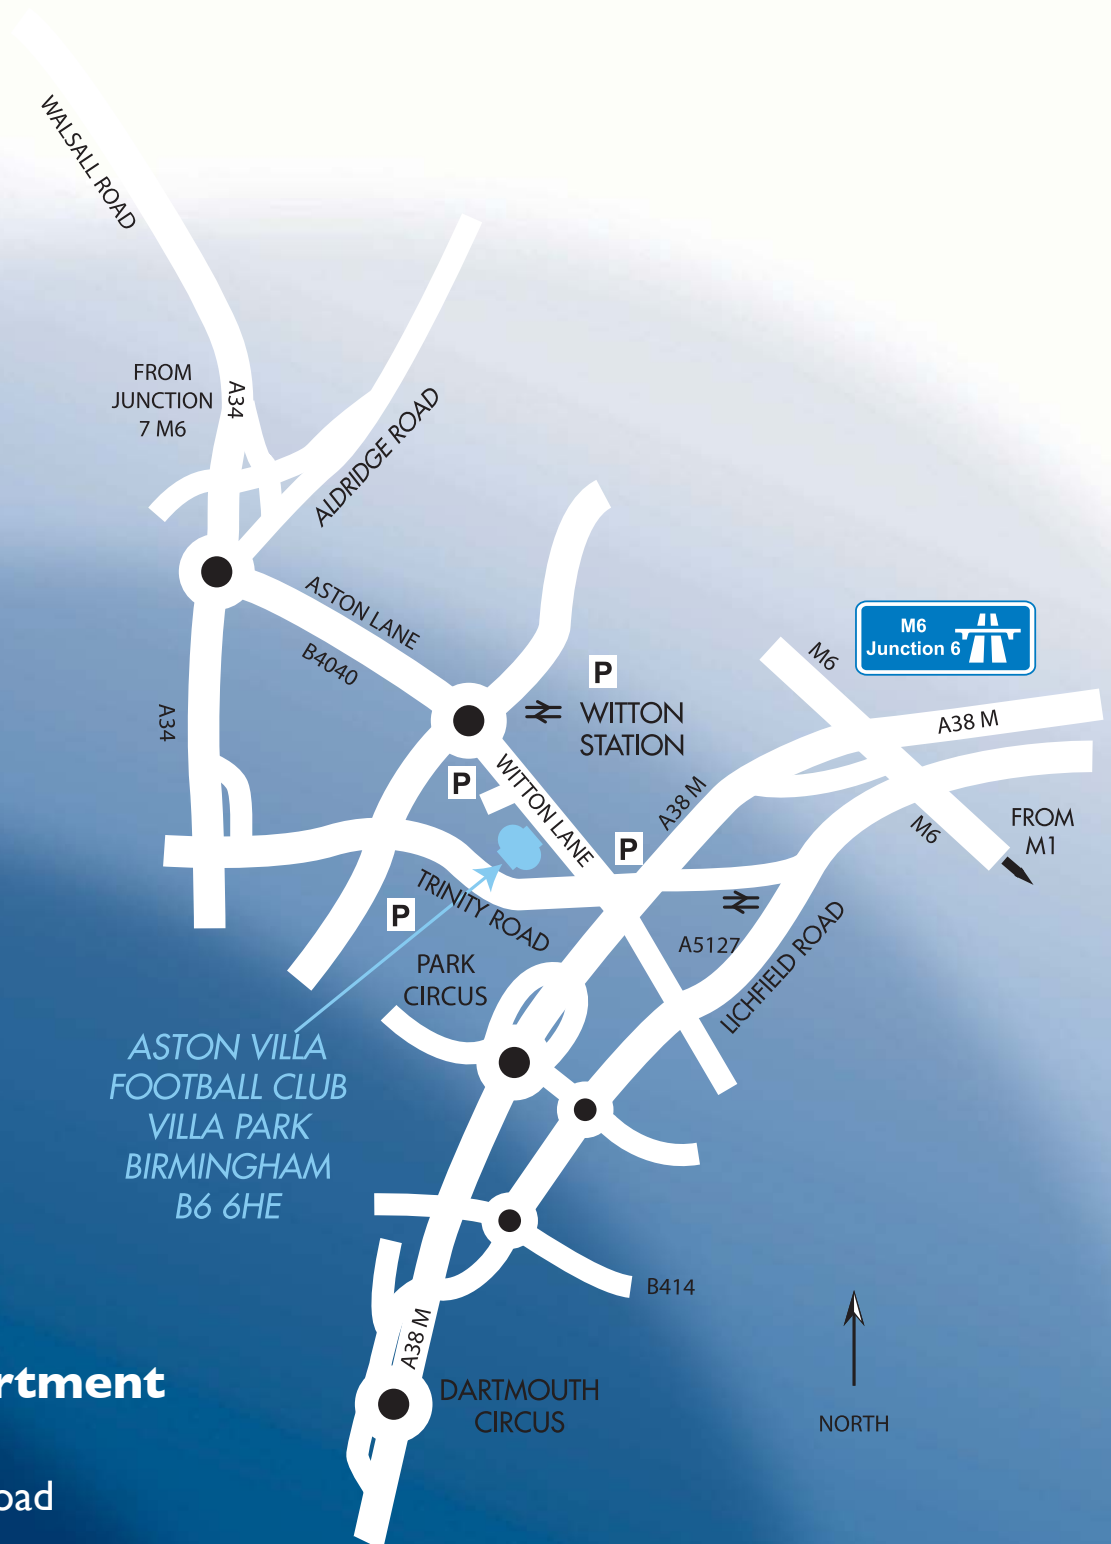 WALSALL ROAD
FROM
JUNCTION
7 M6
A34
ALDRIDGE ROAD
ASTON LANE
B4040
A34
M6
Junction 6
M6
P
WITTON
STATION
A38 M
P
WITTON LANE
A38 M
P
M6
FROM
M1
TRINITY ROAD
P
A5127
LICHFIELD ROAD
PARK
CIRCUS
ASTON VILLA
FOOTBALL CLUB
VILLA PARK
BIRMINGHAM
B6 6HE
B414
A38 M
DARTMOUTH
CIRCUS
NORTH
rtment
oad